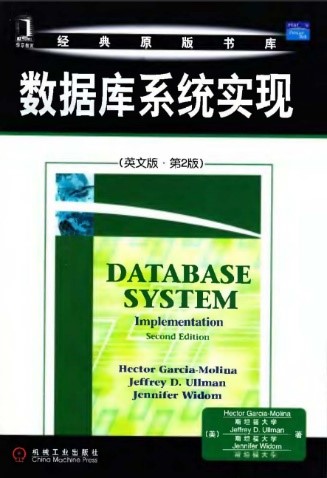 经典原版书库
数据库系统实现
(英文版·第2版)
DATABASE
SYSTEM
Implementation
Second Edition
Hector Garcia-Molina
Jeffrey D. Ullman
Jennifer Widom
Hector Garcia-Molina
斯坦福大学
(美) Jeffrey D. Ullman 著
斯坦福大学
Jennifer Widom
斯坦福大学
机械工业出版社
China Machine Press